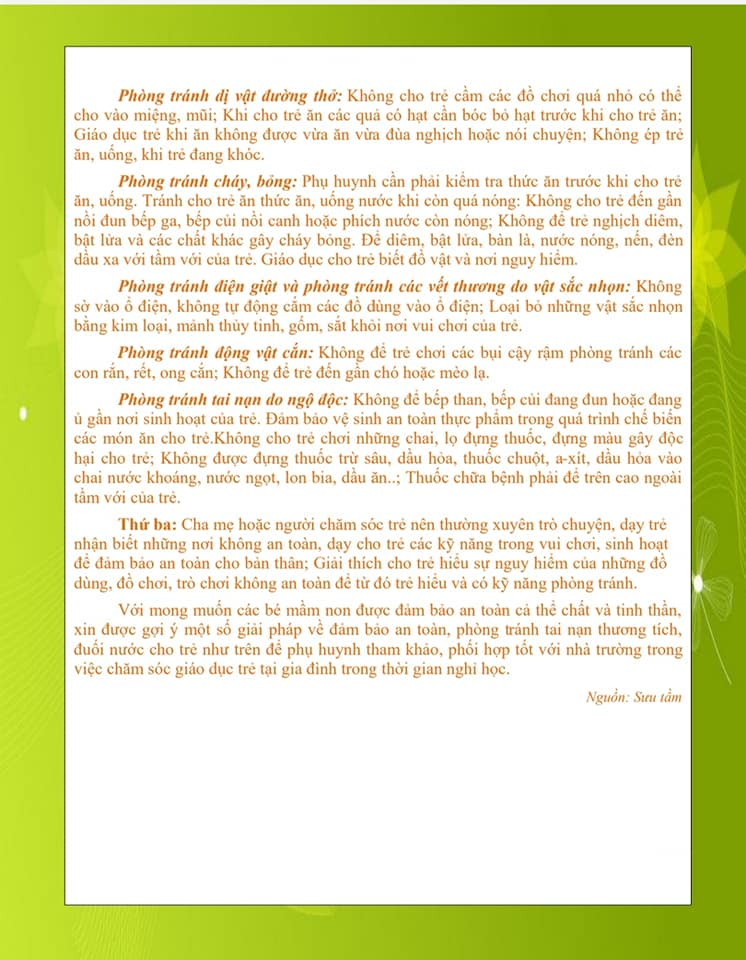 Phòng tránh dị vật đường thở: Không cho trẻ cầm các đồ chơi quá nhỏ có thể
cho vào miệng, mũi; Khi cho trẻ ăn các quả có hạt cần bóc bỏ hạt trước khi cho trẻ ăn;
Giáo dục trẻ khi ăn không được vừa ăn vừa đùa nghịch hoặc nói chuyện; Không ép trẻ
ăn, uống, khi trẻ đang khóc.
Phòng tránh cháy, bỏng: Phụ huynh cần phải kiểm tra thức ăn trước khi cho trẻ
ăn, uống. Tránh cho trẻ ăn thức ăn, uống nước khi còn quá nóng: Không cho trẻ đến gần
nồi đun bếp ga, bếp củi nồi canh hoặc phích nước còn nóng; Không để trẻ nghịch diêm,
bật lửa và các chất khác gây cháy bỏng. Để diêm, bật lửa, bàn là, nước nóng, nến, đèn
dầu xa với tầm với của trẻ. Giáo dục cho trẻ biết đồ vật và nơi nguy hiểm.
Phòng tránh điện giật và phòng tránh các vết thương do vật sắc nhọn: Không
sờ vào ổ điện, không tự động cắm các đồ dùng vào ổ điện; Loại bỏ những vật sắc nhọn
bằng kim loại, mảnh thủy tinh, gốm, sắt khỏi nơi vui chơi của trẻ.
Phòng tránh động vật cắn: Không để trẻ chơi các bụi cậy rậm phòng tránh các
con rắn, rết, ong cắn; Không để trẻ đến gần chó hoặc mèo lạ.
Phòng tránh tai nạn do ngộ độc: Không để bếp than, bếp củi đang đun hoặc đang
ủ gần nơi sinh hoạt của trẻ. Đảm bảo vệ sinh an toàn thực phẩm trong quá trình chế biến
các món ăn cho trẻ.Không cho trẻ chơi những chai, lọ đựng thuốc, đựng màu gây độc
hại cho trẻ; Không được đựng thuốc trừ sâu, dầu hỏa, thuốc chuột, a-xít, dầu hỏa vào
chai nước khoáng, nước ngọt, lon bia, dầu ăn..; Thuốc chữa bệnh phải để trên cao ngoài
tầm với của trẻ.
Thứ ba: Cha mẹ hoặc người chăm sóc trẻ nên thường xuyên trò chuyện, dạy trẻ
nhận biết những nơi không an toàn, dạy cho trẻ các kỹ năng trong vui chơi, sinh hoạt
để đảm bảo an toàn cho bản thân; Giải thích cho trẻ hiểu sự nguy hiểm của những đồ
dùng, đồ chơi, trò chơi không an toàn để từ đó trẻ hiểu và có kỹ năng phòng tránh.
Với mong muốn các bé mầm non được đảm bảo an toàn cả thể chất và tinh thần,
xin được gợi ý một số giải pháp về đảm bảo an toàn, phòng tránh tai nạn thương tích,
đuối nước cho trẻ như trên để phụ huynh tham khảo, phối hợp tốt với nhà trường trong
việc chăm sóc giáo dục trẻ tại gia đình trong thời gian nghỉ học.
Nguồn: Sưu tầm